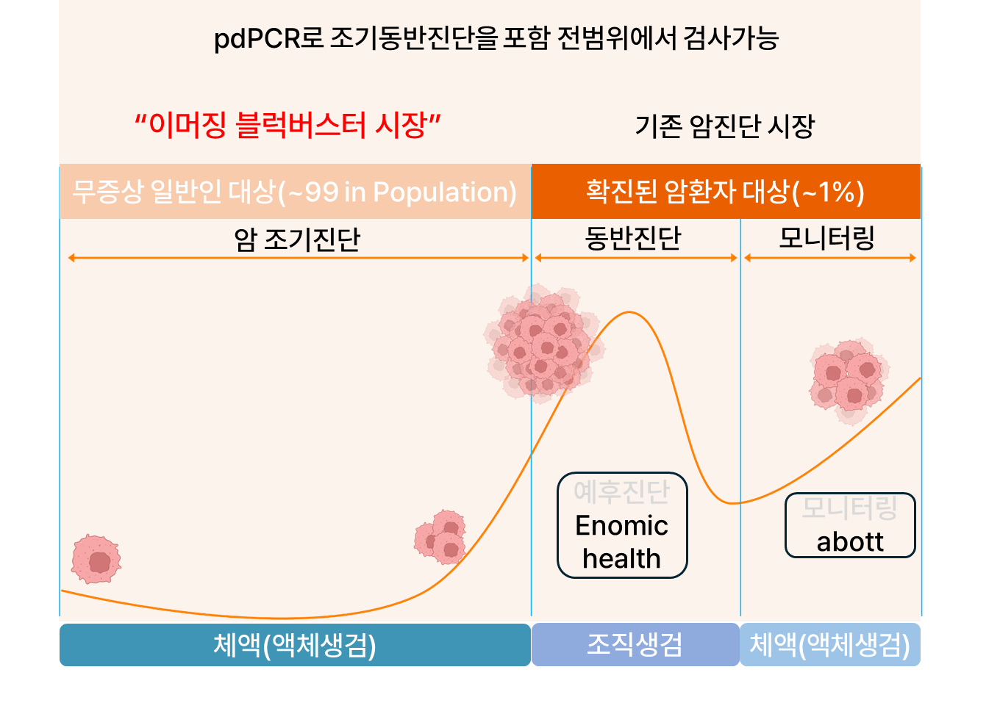 pdPCR로 조기동반진단을 포함 전범위에서 검사가능
“이머징 블럭버스터 시장”
기존 암진단 시장
무증상 일반인 대상(~99 in Population)
확진된 암환자 대상(~1%)
암 조기진단
동반진단
모니터링
예후진단
Enomic
health
모니터링
abott
체액(액체생검)
조직생검
체액(액체생검)